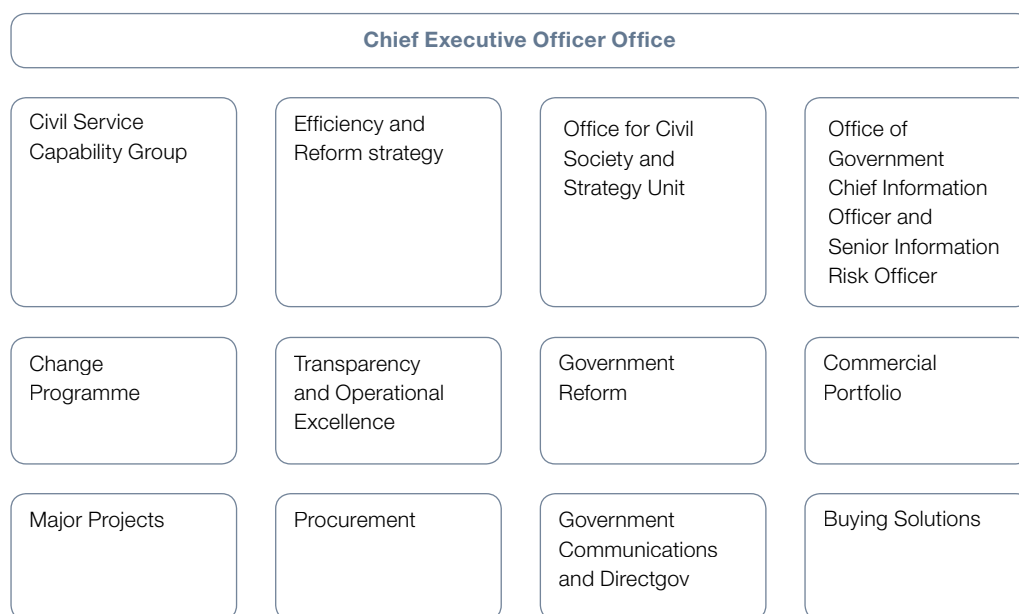 Chief Executive Officer Office
Civil Service
Capability Group
Efficiency and
Reform strategy
Office for Civil
Society and
Strategy Unit
Office of
Government
Chief Information
Officer and
Senior Information
Risk Officer
Change
Programme
Transparency
and Operational
Excellence
Government
Reform
Commercial
Portfolio
Major Projects
Procurement
Government
Communications
and Directgov
Buying Solutions